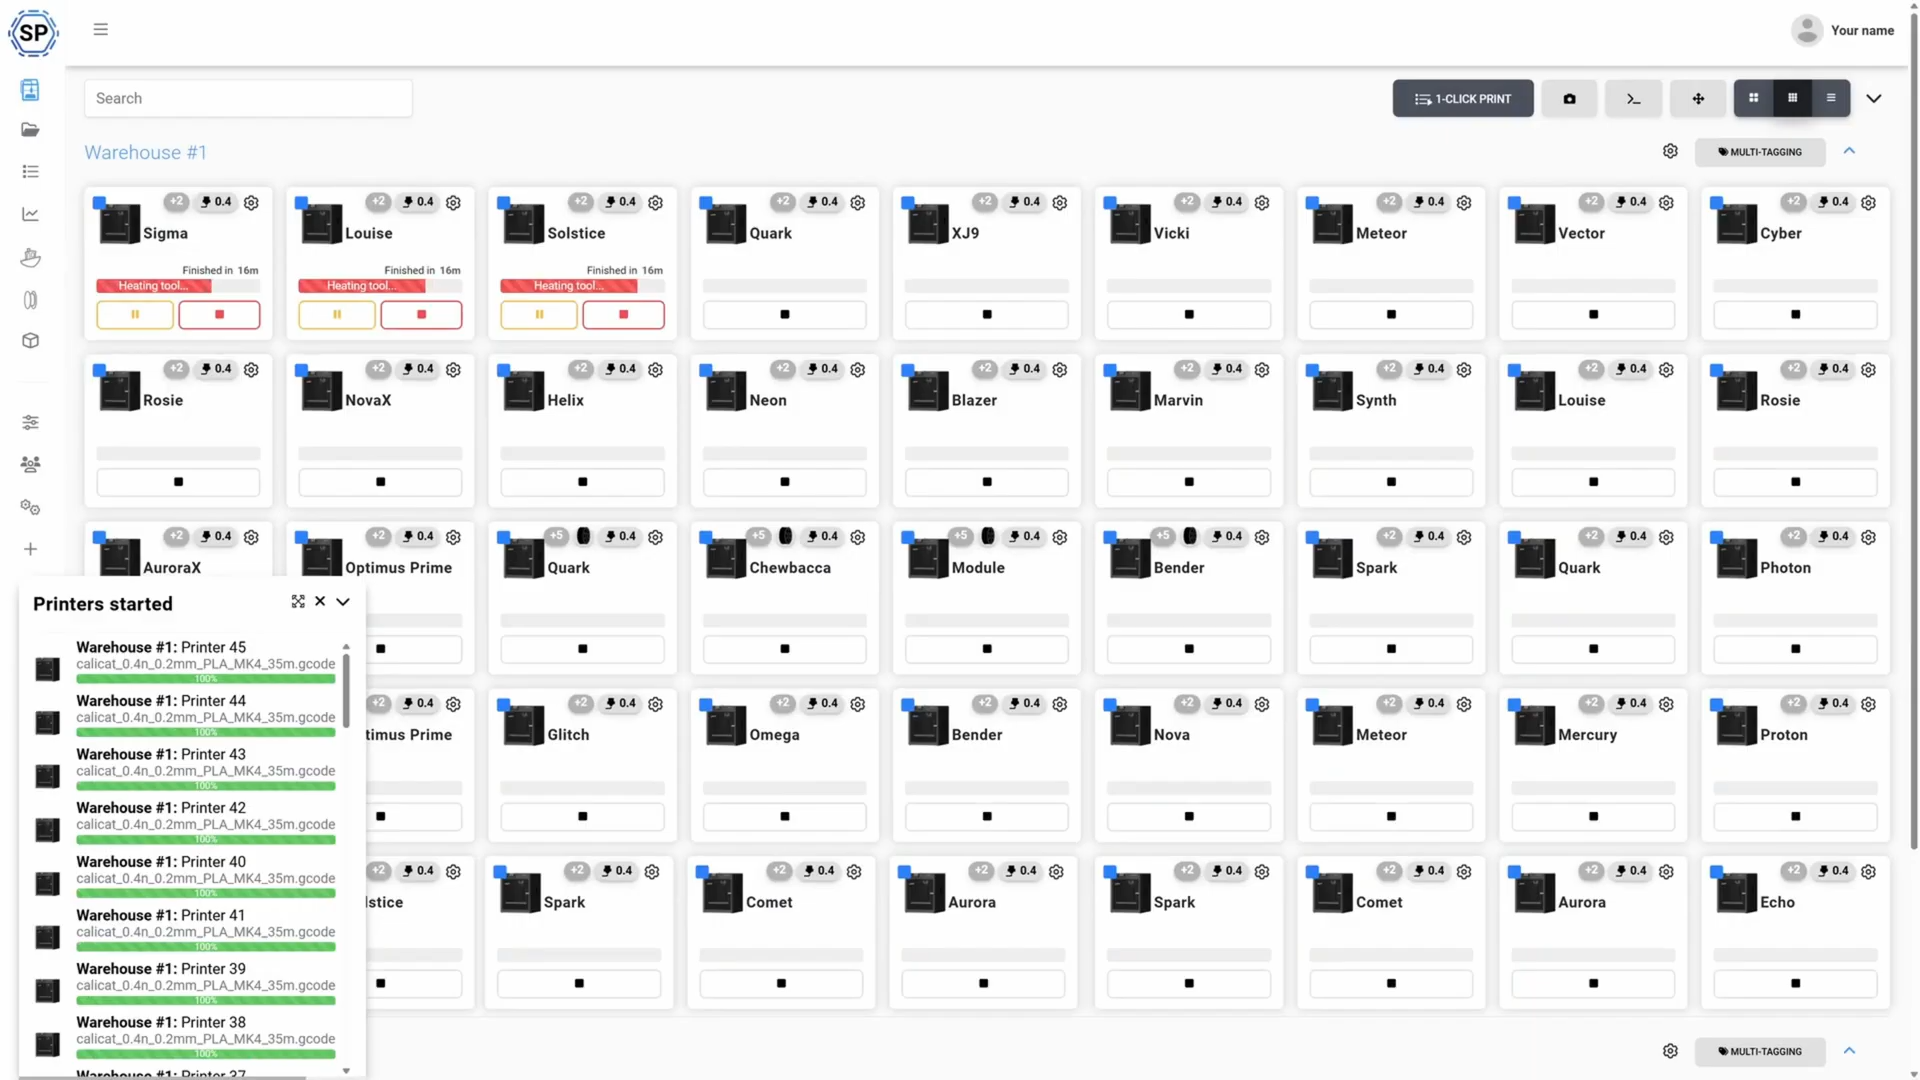 SP
Your name
Search
1-CLICK PRINT
Warehouse #1
MULTI-TAGGING
+2 0.4 +2 0.4 +2 0.4 +2 0.4 +2 0.4 +2 0.4 +2 0.4 +2 0.4 +2 0.4
Sigma Louise Solstice Quark XJ9 Vicki Meteor Vector Cyber
Finished in 16m Finished in 16m Finished in 16m
Heating tool... Heating tool... Heating tool...
+2 0.4 +2 0.4 +2 0.4 +2 0.4 +2 0.4 +2 0.4 +2 0.4 +2 0.4 +2 0.4
Rosie NovaX Helix Neon Blazer Marvin Synth Louise Rosie
+2 0.4 +2 0.4 +5 0.4 +5 0.4 +5 0.4 +5 0.4 +2 0.4 +2 0.4 +2 0.4
AuroraX Optimus Prime Quark Chewbacca Module Bender Spark Quark Photon
+2 0.4 +2 0.4 +2 0.4 +2 0.4 +2 0.4 +2 0.4 +2 0.4 +2 0.4
timus Prime Glitch Omega Bender Nova Meteor Mercury Proton
+2 0.4 +2 0.4 +2 0.4 +2 0.4 +2 0.4 +2 0.4 +2 0.4 +2 0.4
lstice Spark Comet Aurora Spark Comet Aurora Echo
MULTI-TAGGING
Printers started
Warehouse #1: Printer 45
calicat_0.4n_0.2mm_PLA_MK4_35m.gcode
100%
Warehouse #1: Printer 44
calicat_0.4n_0.2mm_PLA_MK4_35m.gcode
100%
Warehouse #1: Printer 43
calicat_0.4n_0.2mm_PLA_MK4_35m.gcode
100%
Warehouse #1: Printer 42
calicat_0.4n_0.2mm_PLA_MK4_35m.gcode
100%
Warehouse #1: Printer 40
calicat_0.4n_0.2mm_PLA_MK4_35m.gcode
100%
Warehouse #1: Printer 41
calicat_0.4n_0.2mm_PLA_MK4_35m.gcode
100%
Warehouse #1: Printer 39
calicat_0.4n_0.2mm_PLA_MK4_35m.gcode
100%
Warehouse #1: Printer 38
calicat_0.4n_0.2mm_PLA_MK4_35m.gcode
100%
Warehouse #1: Printer 37